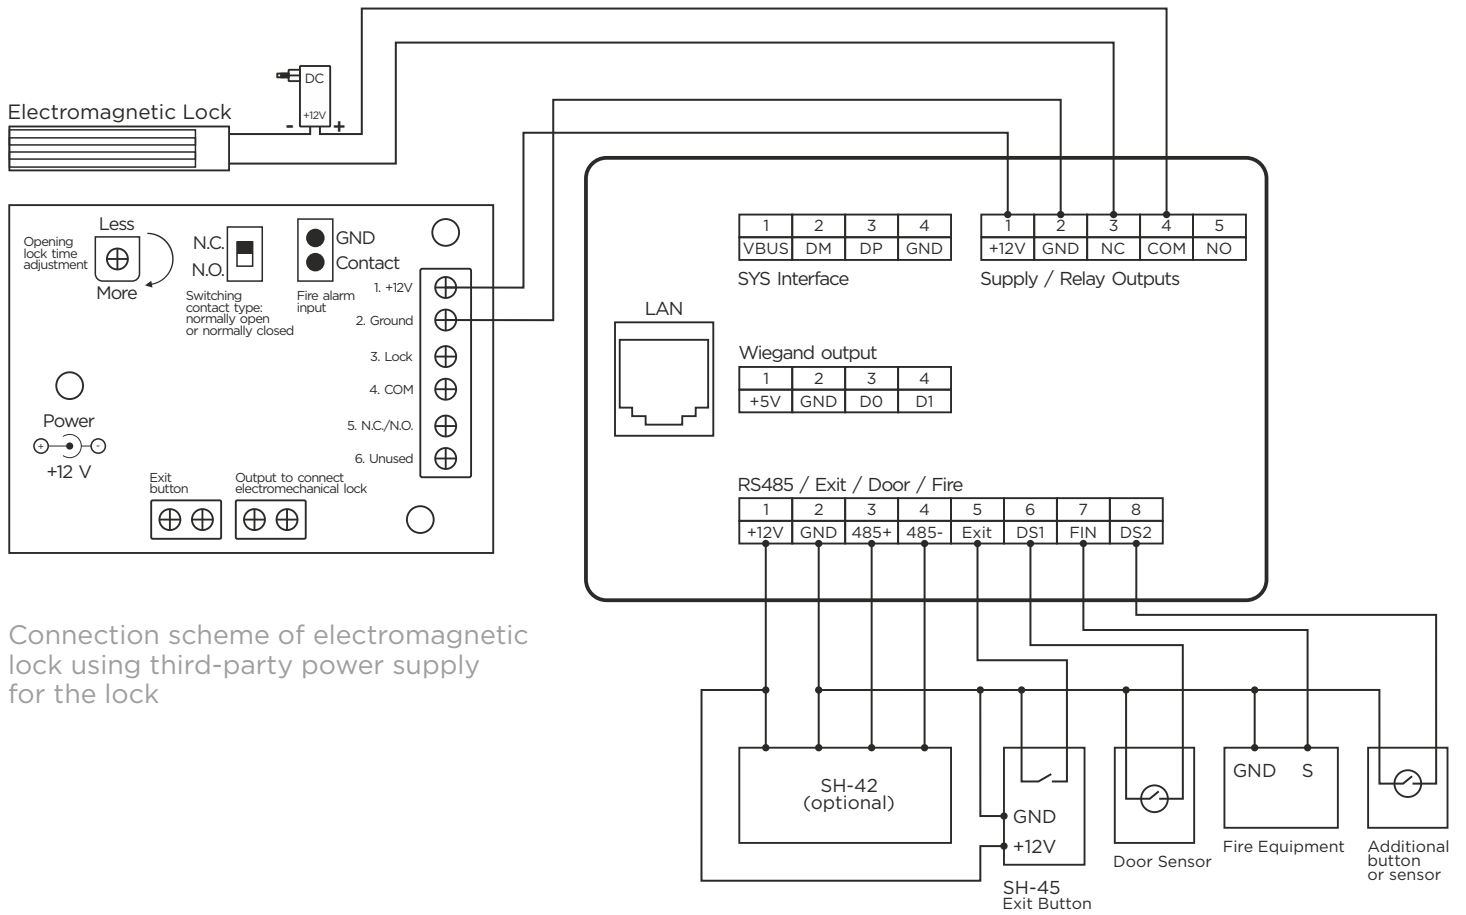 DC
+12V
- +
Electromagnetic Lock
Less
Opening
lock time
adjustment
More
N.C.
N.O.
Switching
contact type:
normally open
or normally closed
GND
Contact
Fire alarm
input
1. +12V
2. Ground
3. Lock
4. COM
5. N.C./N.O.
6. Unused
Power
+ -
+12 V
Exit
button
Output to connect
electromechanical lock
1 2 3 4
VBUS DM DP GND
SYS Interface
1 2 3 4 5
+12V GND NC COM NO
Supply / Relay Outputs
LAN
Wiegand output
1 2 3 4
+5V GND D0 D1
RS485 / Exit / Door / Fire
1 2 3 4 5 6 7 8
+12V GND 485+ 485- Exit DS1 FIN DS2
Connection scheme of electromagnetic
lock using third-party power supply
for the lock
SH-42
(optional)
GND
+12V
SH-45
Exit Button
Door Sensor
GND S
Fire Equipment
Additional
button
or sensor